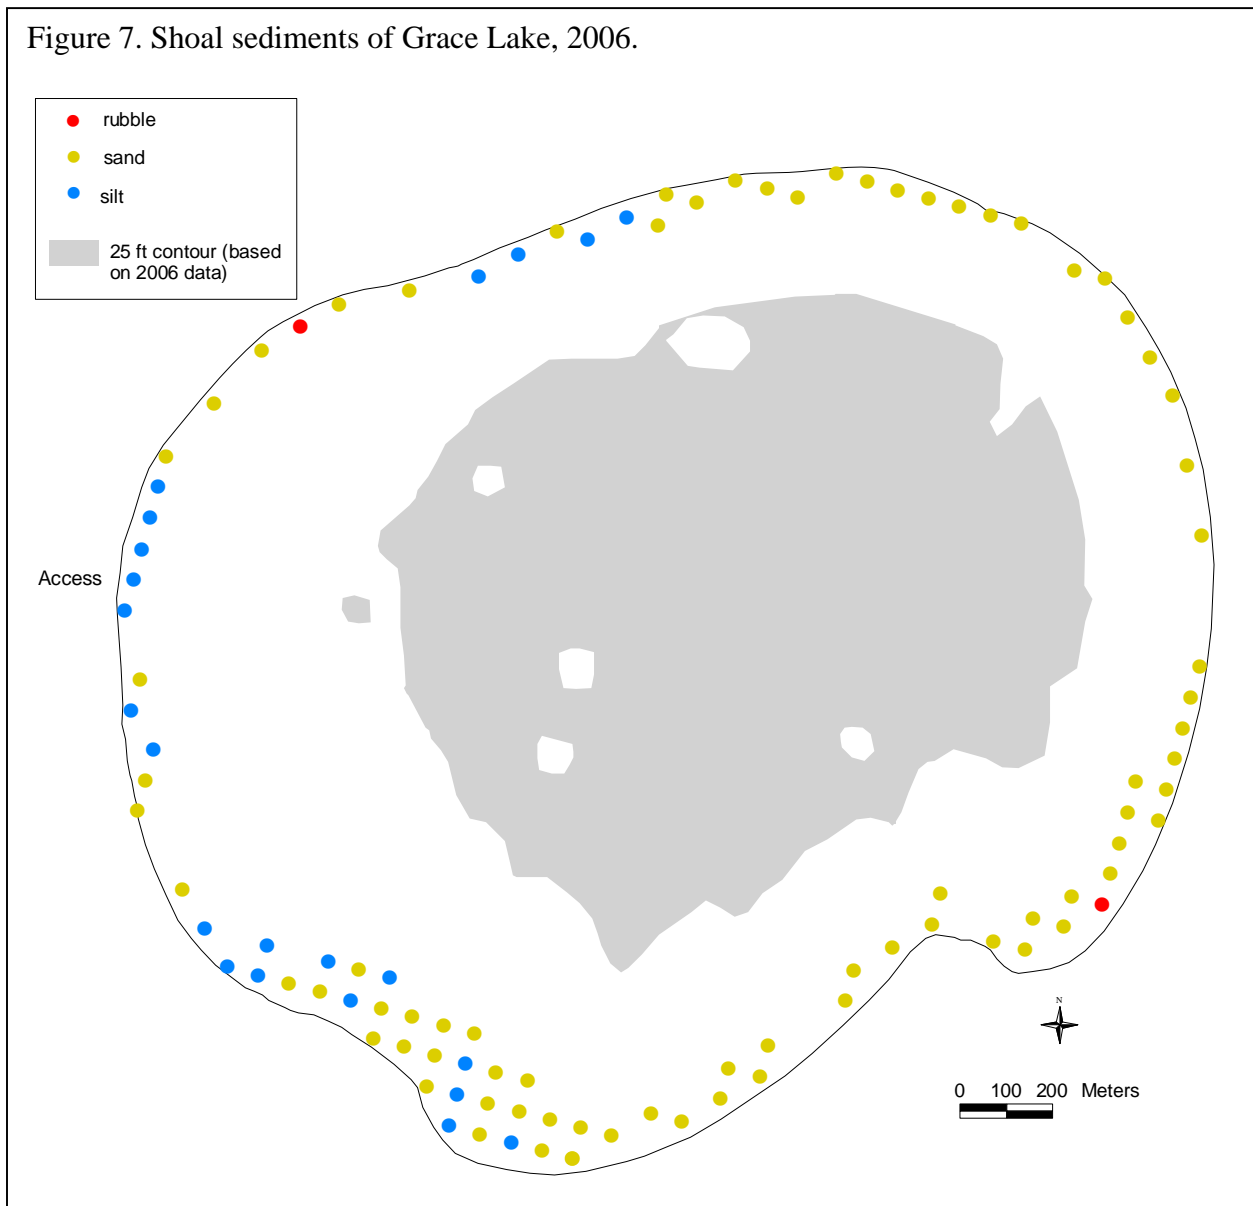 Figure 7. Shoal sediments of Grace Lake, 2006.
rubble
sand
silt
25 ft contour (based
on 2006 data)
Access
N
0 100 200 Meters